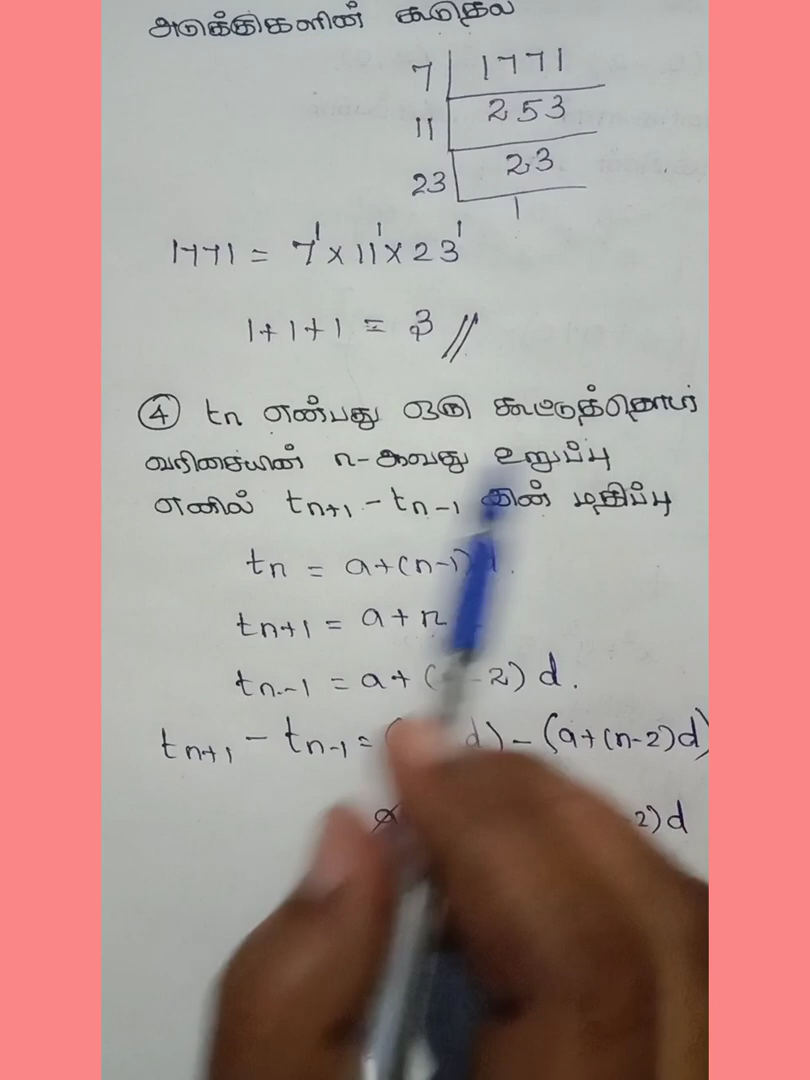 அடுக்குகளின் கூடுதல்
7 | 1771
11 | 253
23 | 23
1
1771 = 7¹ × 11¹ × 23¹
1+1+1 = 3 //
④ tn என்பது ஒரு கூட்டுத்தொடர்
வரிசையின் n-ஆவது உறுப்பு
எனில் tn+1 - tn-1 இன் மதிப்பு
tn = a+(n-1)d.
tn+1 = a+n
tn-1 = a+( -2) d.
tn+1 - tn-1 = ( d) - (a+(n-2)d)
a 2)d